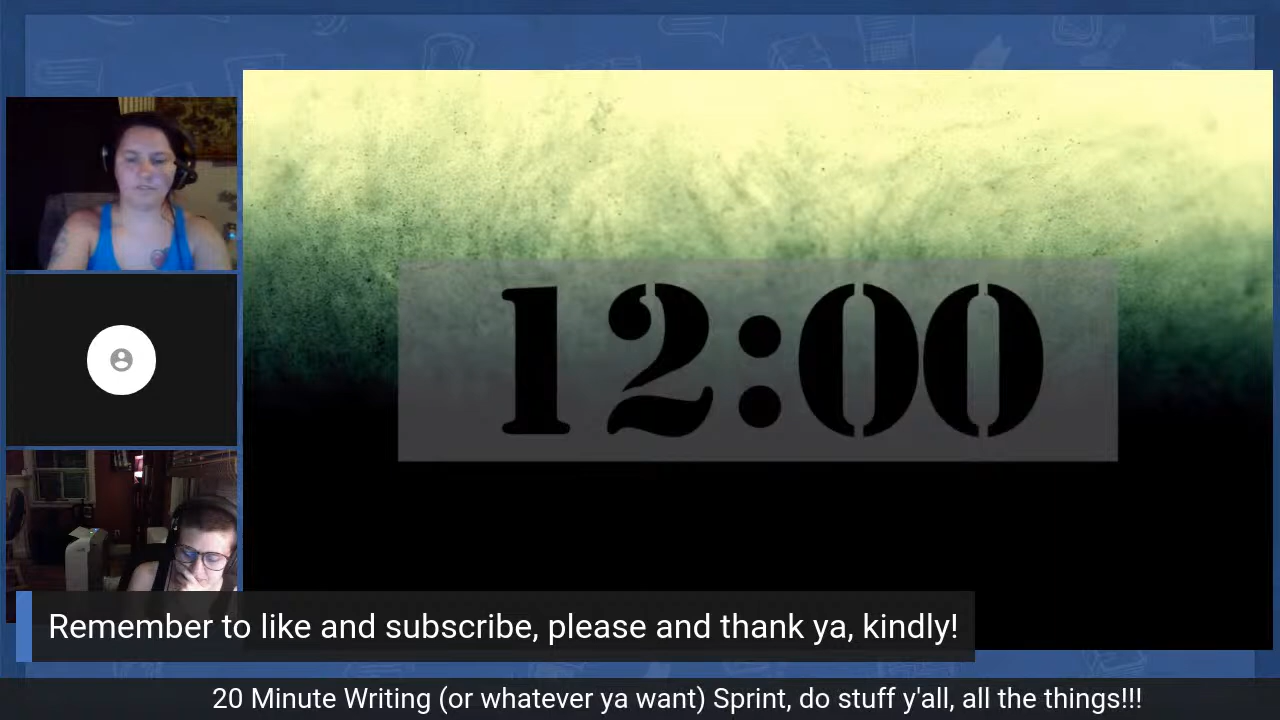 12:00
Remember to like and subscribe, please and thank ya, kindly!
20 Minute Writing (or whatever ya want) Sprint, do stuff y'all, all the things!!!